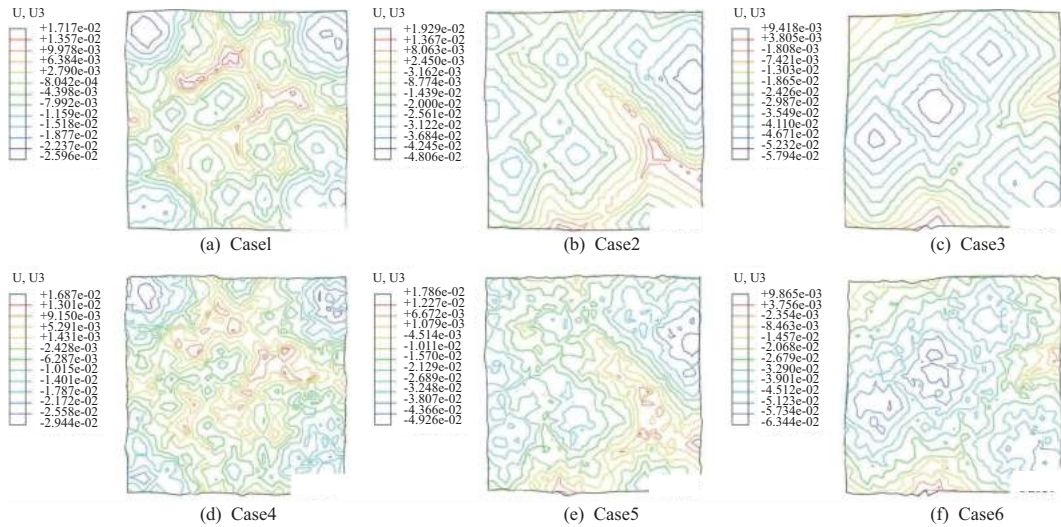 U, U3
+1.717e-02
+1.357e-02
+9.978e-03
+6.384e-03
+2.790e-03
-8.042e-04
-4.398e-03
-7.992e-03
-1.159e-02
-1.518e-02
-1.877e-02
-2.237e-02
-2.596e-02
(a) Case1
U, U3
+1.929e-02
+1.367e-02
+8.063e-03
+2.450e-03
-3.162e-03
-8.774e-03
-1.439e-02
-2.000e-02
-2.561e-02
-3.122e-02
-3.684e-02
-4.245e-02
-4.806e-02
(b) Case2
U, U3
+9.418e-03
+3.805e-03
-1.808e-03
-7.421e-03
-1.303e-02
-1.865e-02
-2.426e-02
-2.987e-02
-3.549e-02
-4.110e-02
-4.671e-02
-5.232e-02
-5.794e-02
(c) Case3
U, U3
+1.687e-02
+1.301e-02
+9.150e-03
+5.291e-03
+1.431e-03
-2.428e-03
-6.287e-03
-1.015e-02
-1.401e-02
-1.787e-02
-2.172e-02
-2.558e-02
-2.944e-02
(d) Case4
U, U3
+1.786e-02
+1.227e-02
+6.672e-03
+1.079e-03
-4.514e-03
-1.011e-02
-1.570e-02
-2.129e-02
-2.689e-02
-3.248e-02
-3.807e-02
-4.366e-02
-4.926e-02
(e) Case5
U, U3
+9.865e-03
+3.756e-03
-2.354e-03
-8.463e-03
-1.457e-02
-2.068e-02
-2.679e-02
-3.290e-02
-3.901e-02
-4.512e-02
-5.123e-02
-5.734e-02
-6.344e-02
(f) Case6